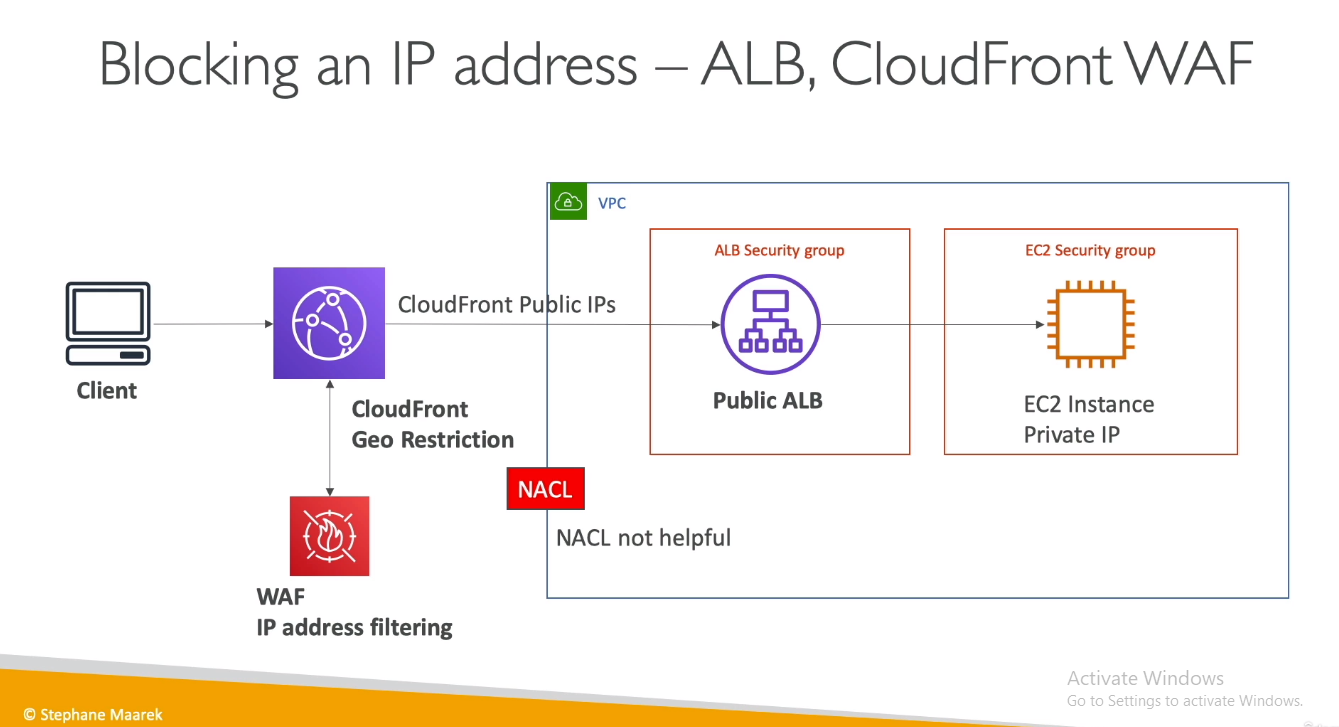 Blocking an IP address – ALB, CloudFront WAF
VPC
ALB Security group
EC2 Security group
CloudFront Public IPs
Client
CloudFront
Geo Restriction
Public ALB
EC2 Instance
Private IP
NACL
NACL not helpful
WAF
IP address filtering
Activate Windows
Go to Settings to activate Windows.
© Stephane Maarek